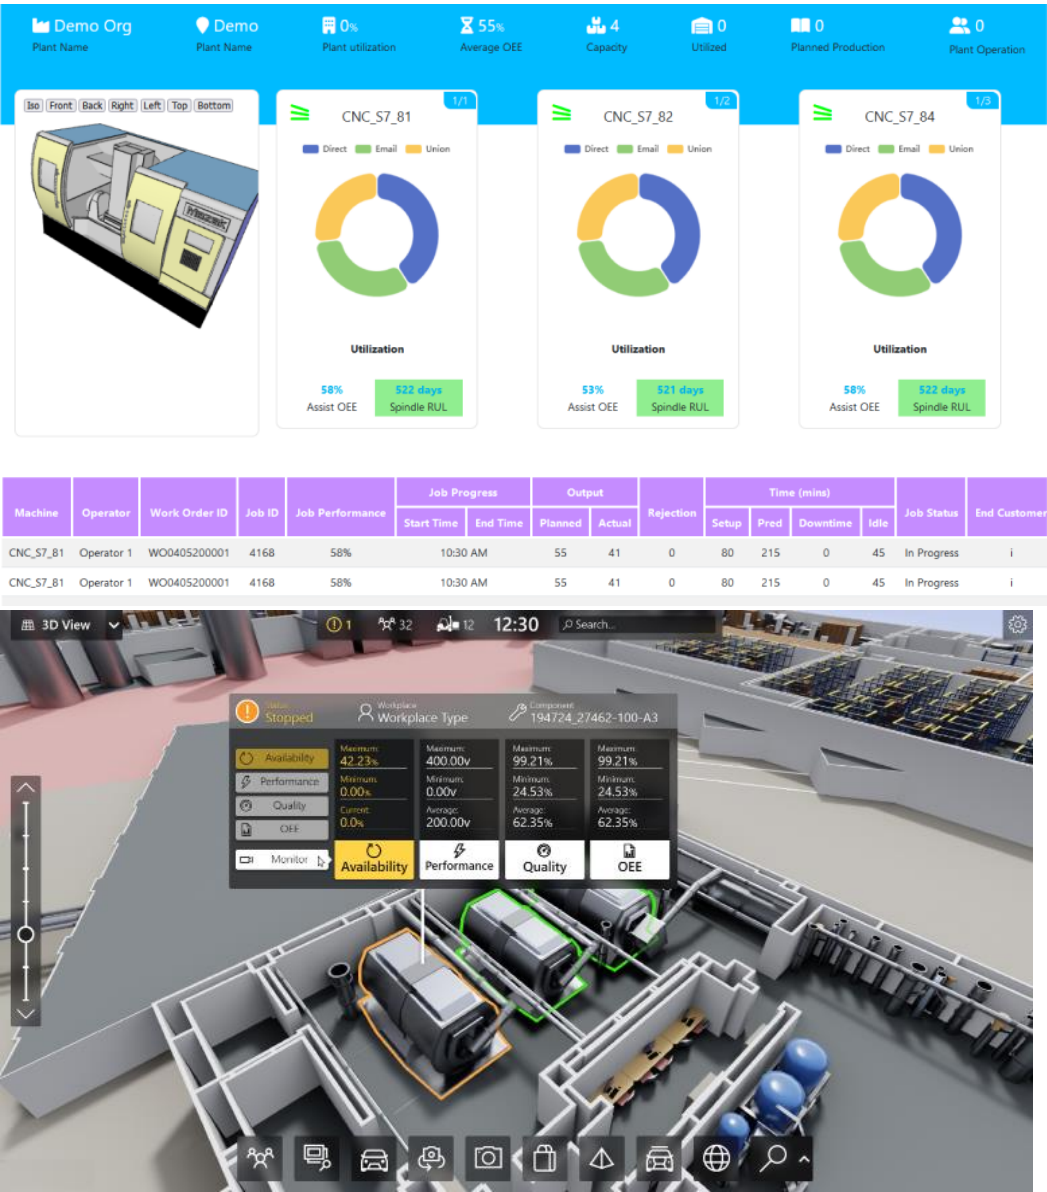 Demo Org
Plant Name
Demo
Plant Name
0%
Plant utilization
55%
Average OEE
4
Capacity
0
Utilized
0
Planned Production
0
Plant Operation
Iso Front Back Right Left Top Bottom
1/1
CNC_S7_81
Direct Email Union
Utilization
58%
Assist OEE
522 days
Spindle RUL
1/2
CNC_S7_82
Direct Email Union
Utilization
53%
Assist OEE
521 days
Spindle RUL
1/3
CNC_S7_84
Direct Email Union
Utilization
58%
Assist OEE
522 days
Spindle RUL
Machine Operator Work Order ID Job ID Job Performance Job Progress Output Rejection Time (mins) Job Status End Customer
Start Time End Time Planned Actual Setup Pred Downtime Idle
CNC_S7_81 Operator 1 WO0405200001 4168 58% 10:30 AM 55 41 0 80 215 0 45 In Progress i
CNC_S7_81 Operator 1 WO0405200001 4168 58% 10:30 AM 55 41 0 80 215 0 45 In Progress i
3D View 1 32 12 12:30 Search...
Status
Stopped
Workplace
Workplace Type
Component
194724_27462-100-A3
Availability
Performance
Quality
OEE
Monitor
Maximum:
42.23%
Minimum:
0.00%
Current:
0.0%
Availability
Maximum:
400.00v
Minimum:
0.00v
Average:
200.00v
Performance
Maximum:
99.21%
Minimum:
24.53%
Average:
62.35%
Quality
Maximum:
99.21%
Minimum:
24.53%
Average:
62.35%
OEE